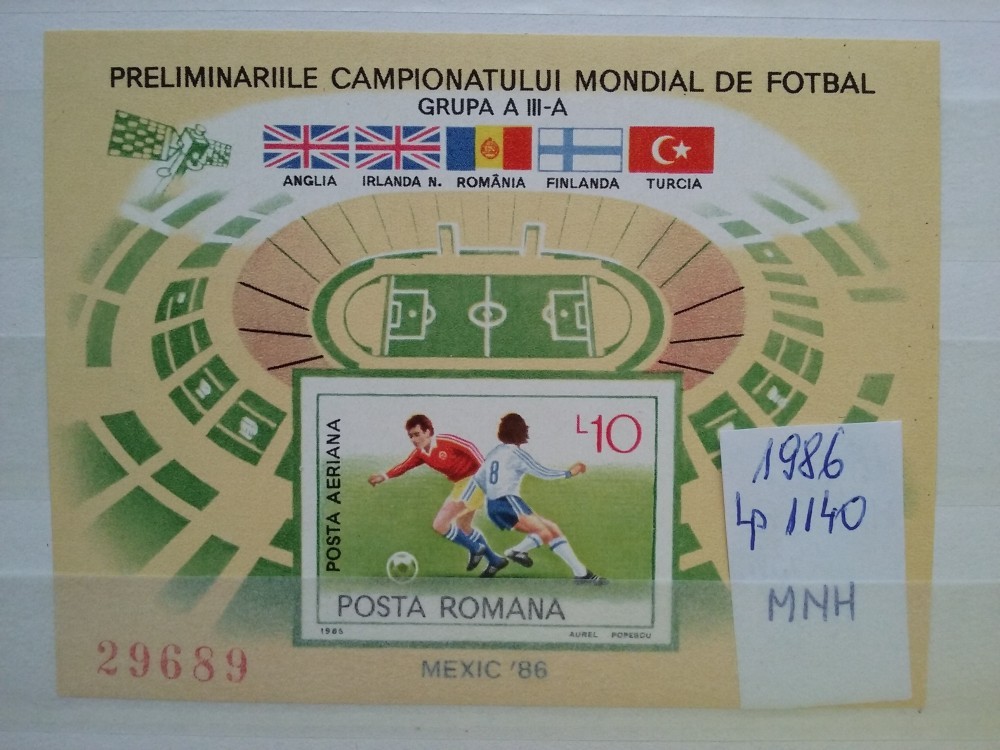 PRELIMINARIILE CAMPIONATULUI MONDIAL DE FOTBAL
GRUPA A III-A
ANGLIA IRLANDA N. ROMÂNIA FINLANDA TURCIA
POSTA AERIANA
L10
8
POSTA ROMANA
1985 AUREL POPESCU
29689
MEXIC '86
1986
Lp 1140
MNH